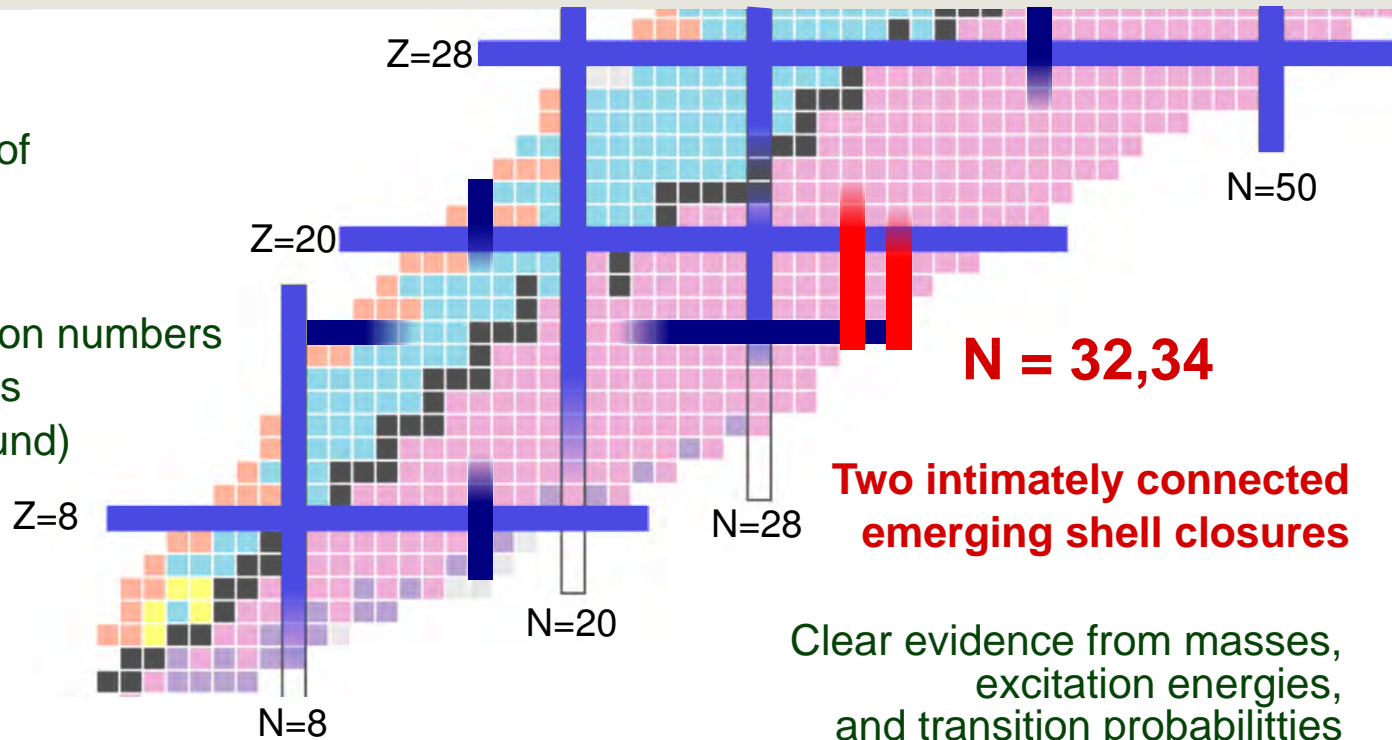 Z=28
of
N=50
Z=20
on numbers
s
und)
N = 32,34
Two intimately connected
emerging shell closures
Z=8
N=28
N=20
Clear evidence from masses,
excitation energies,
and transition probabilitties
N=8